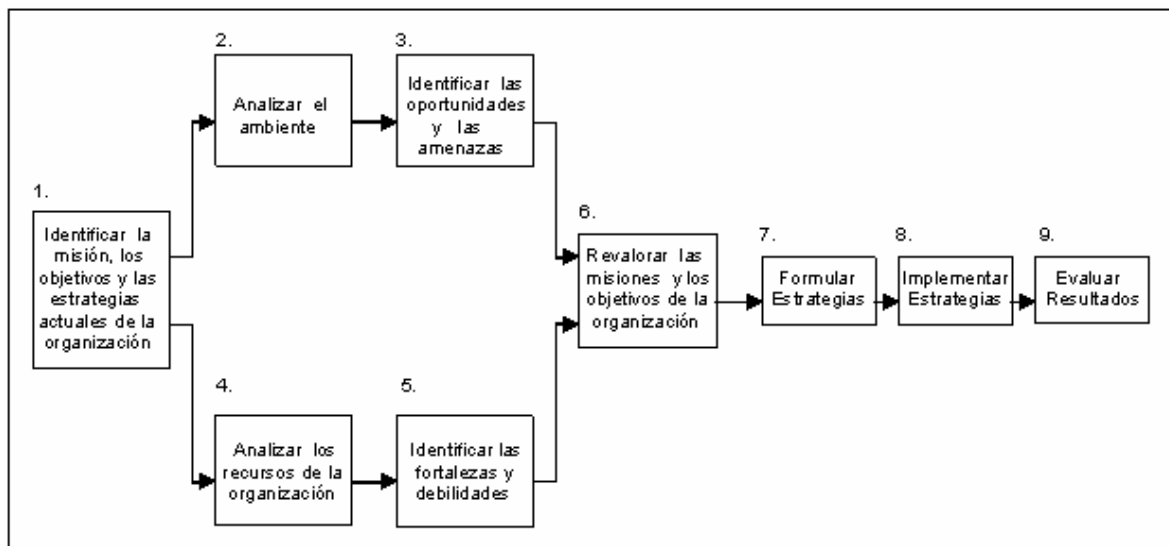 1.
Identificar la
misión, los
objetivos y las
estrategias
actuales de la
organización
2.
Analizar el
ambiente
3.
Identificar las
oportunidades
y las
amenazas
4.
Analizar los
recursos de la
organización
5.
Identificar las
fortalezas y
debilidades
6.
Revalorar las
misiones y los
objetivos de la
organización
7.
Formular
Estrategias
8.
Implementar
Estrategias
9.
Evaluar
Resultados